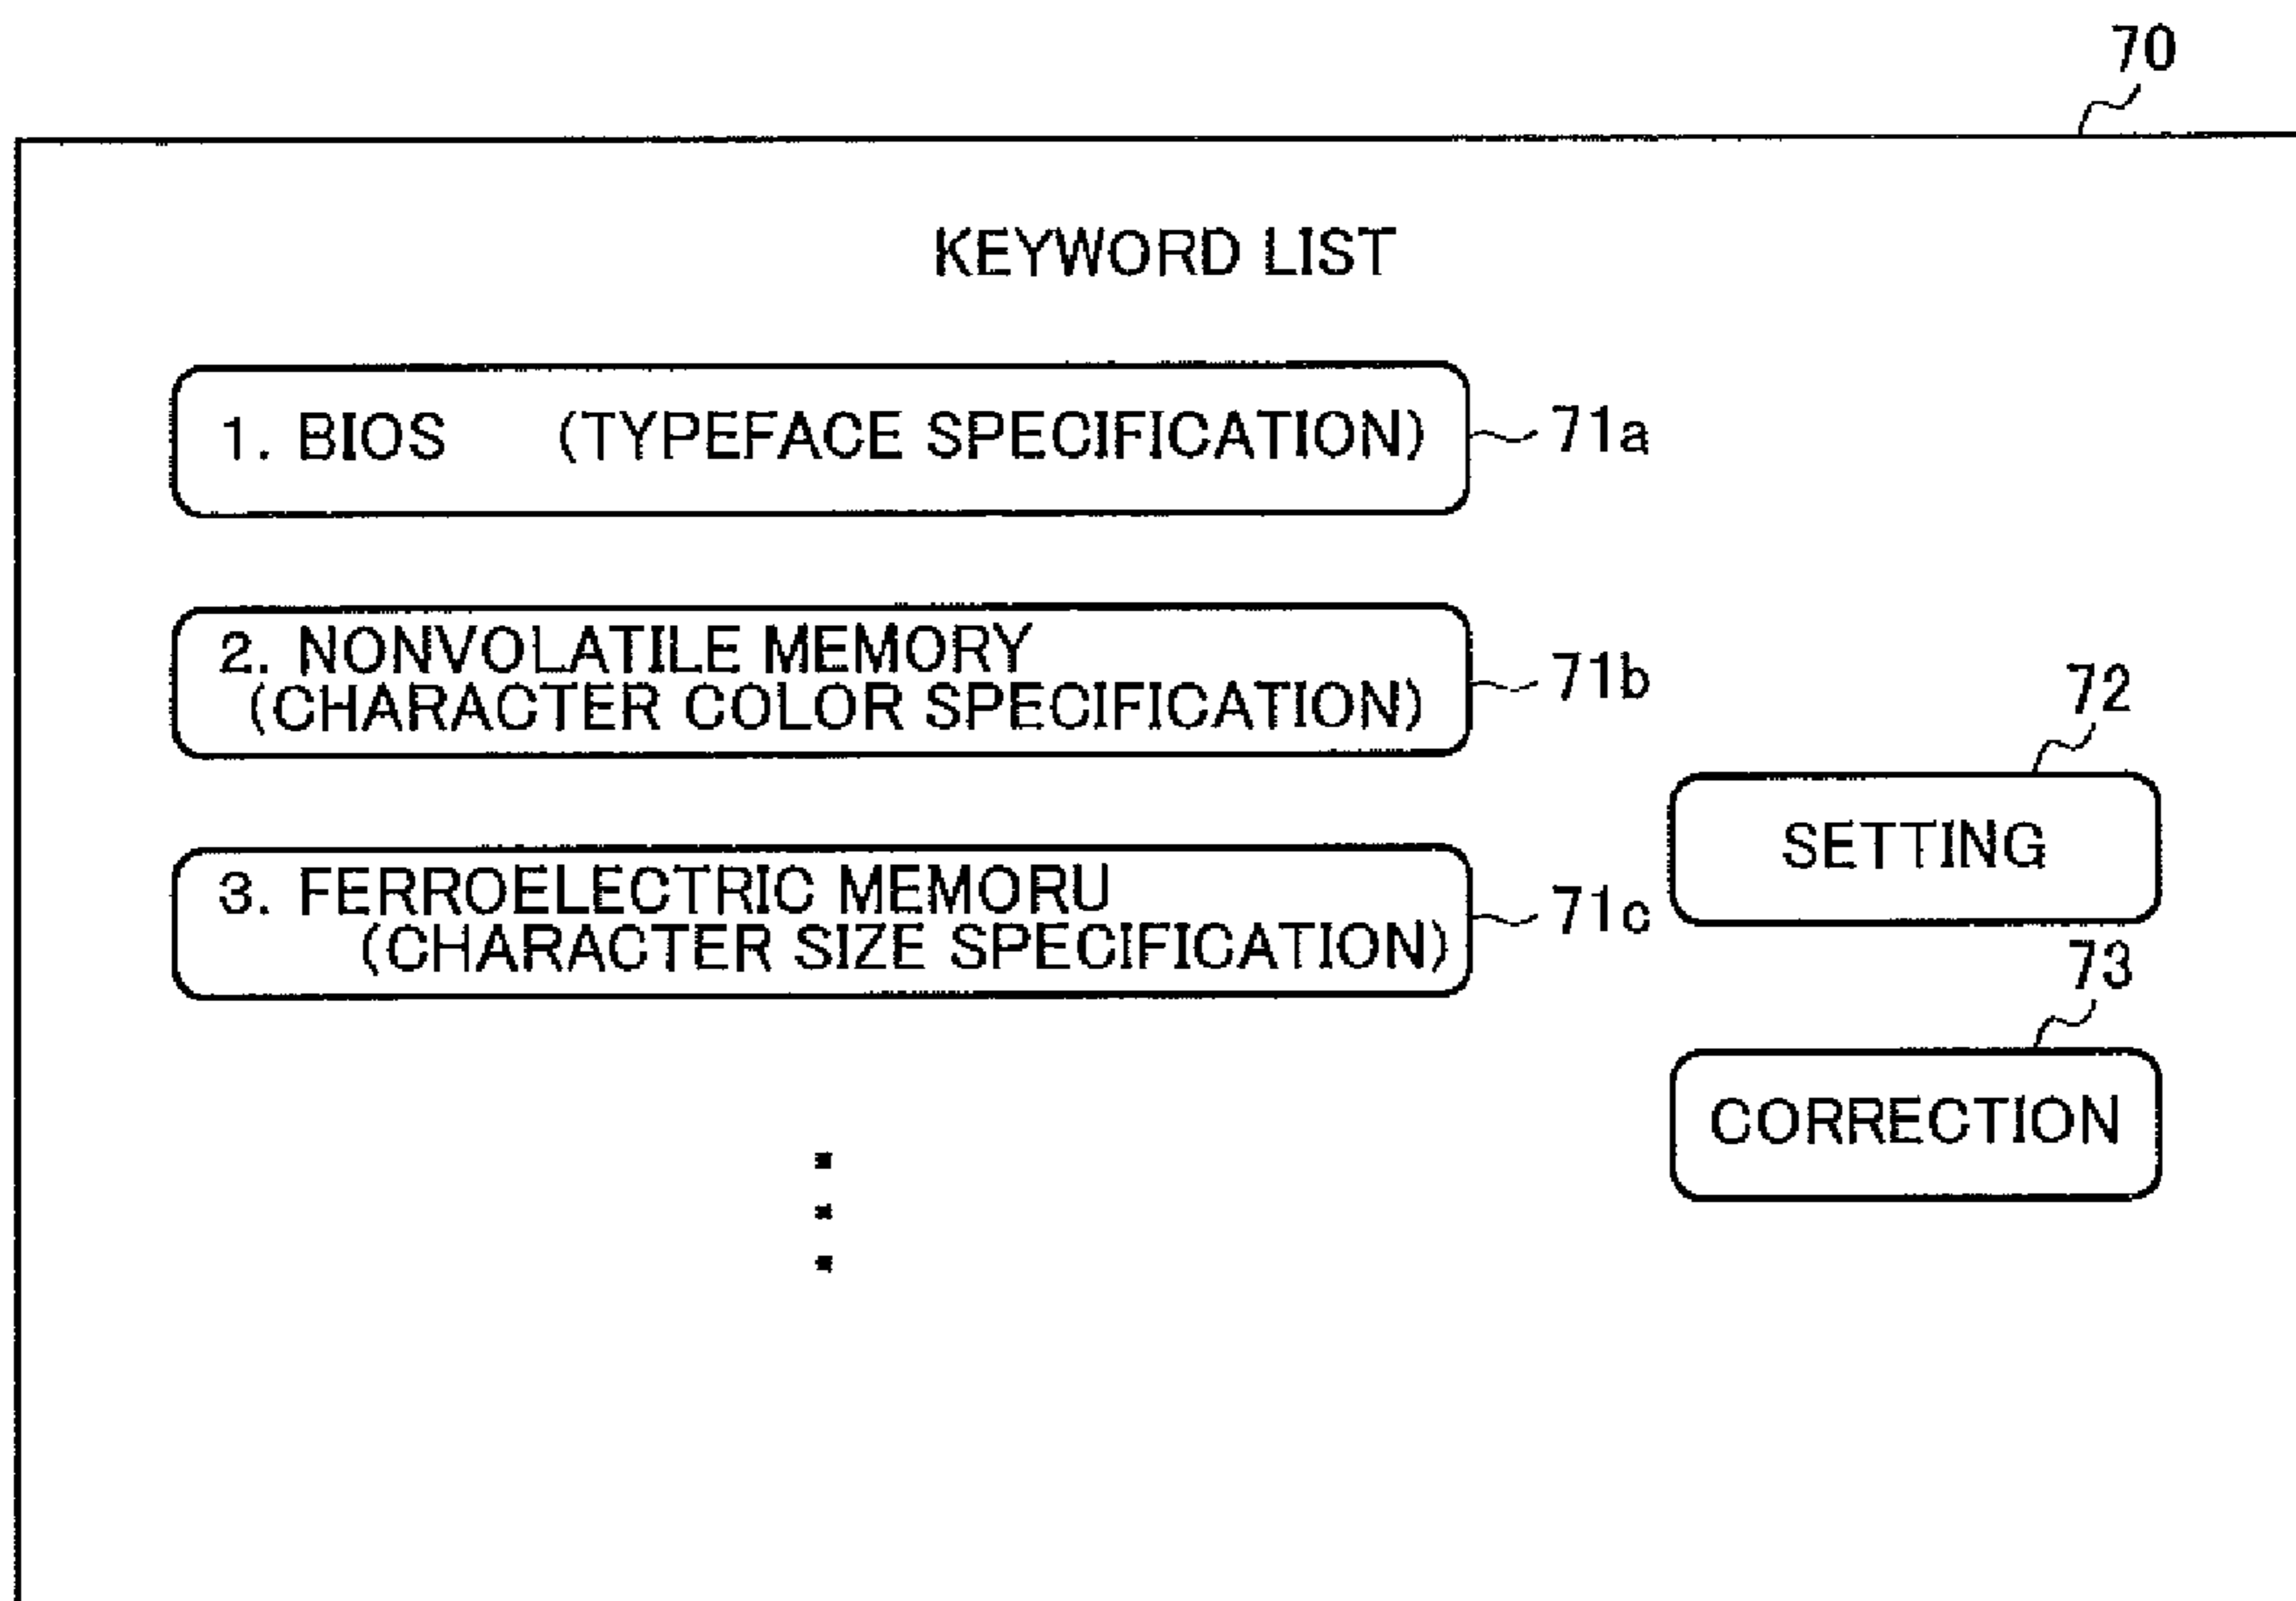 70
KEYWORD LIST
1. BIOS (TYPEFACE SPECIFICATION)
71a
2. NONVOLATILE MEMORY
(CHARACTER COLOR SPECIFICATION)
71b
72
SETTING
3. FERROELECTRIC MEMORU
(CHARACTER SIZE SPECIFICATION)
71c
73
CORRECTION